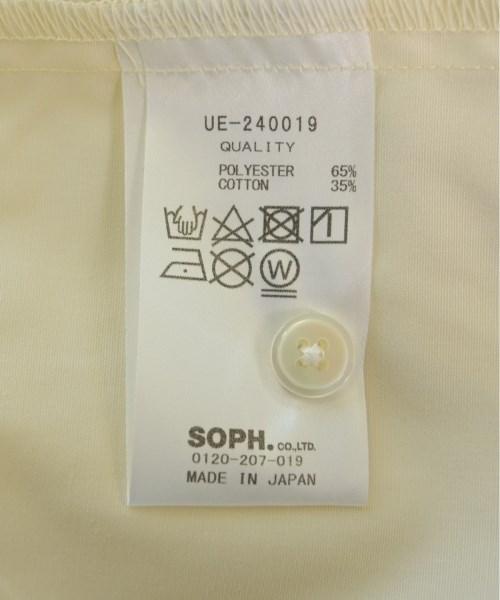 UE-240019
QUALITY
POLYESTER 65%
COTTON 35%
W
SOPH. CO.,LTD.
0120-207-019
MADE IN JAPAN